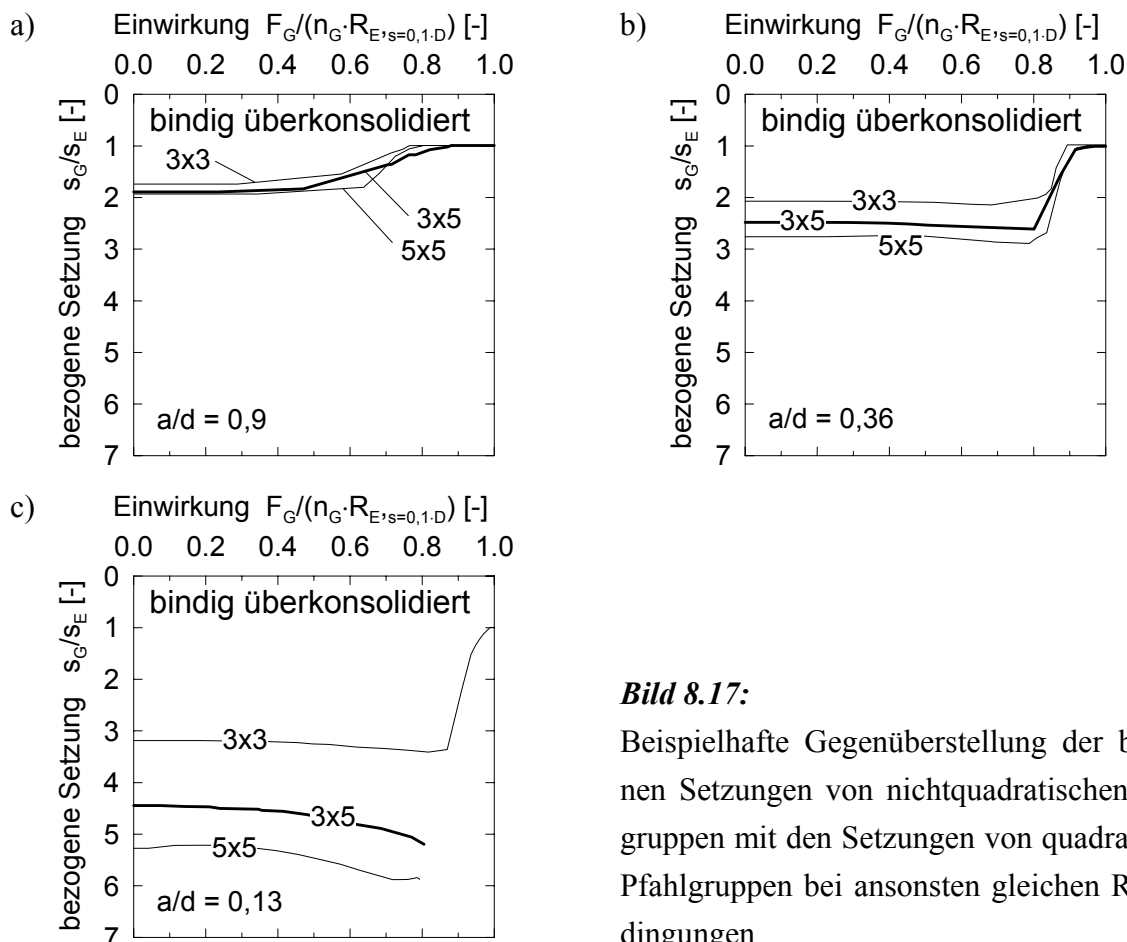 a)
Einwirkung F_G/(n_G·R_E,s=0,1·D) [-]
0.0 0.2 0.4 0.6 0.8 1.0
bezogene Setzung s_G/s_E [-]
0
1
2
3
4
5
6
7
bindig überkonsolidiert
3x3
3x5
5x5
a/d = 0,9
b)
Einwirkung F_G/(n_G·R_E,s=0,1·D) [-]
0.0 0.2 0.4 0.6 0.8 1.0
bezogene Setzung s_G/s_E [-]
0
1
2
3
4
5
6
7
bindig überkonsolidiert
3x3
3x5
5x5
a/d = 0,36
c)
Einwirkung F_G/(n_G·R_E,s=0,1·D) [-]
0.0 0.2 0.4 0.6 0.8 1.0
bezogene Setzung s_G/s_E [-]
0
1
2
3
4
5
6
7
bindig überkonsolidiert
3x3
3x5
5x5
a/d = 0,13
Bild 8.17:
Beispielhafte Gegenüberstellung der b
nen Setzungen von nichtquadratischen
gruppen mit den Setzungen von quadra
Pfahlgruppen bei ansonsten gleichen R
dingungen